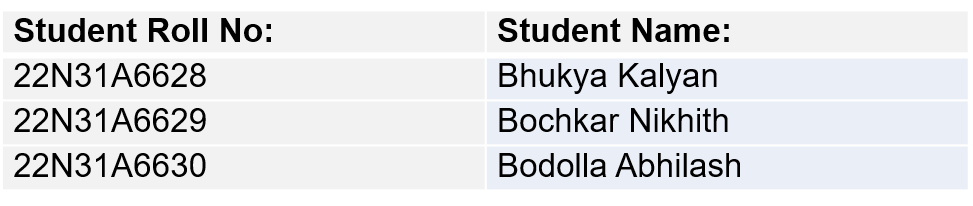 Student Roll No: Student Name:
22N31A6628 Bhukya Kalyan
22N31A6629 Bochkar Nikhith
22N31A6630 Bodolla Abhilash